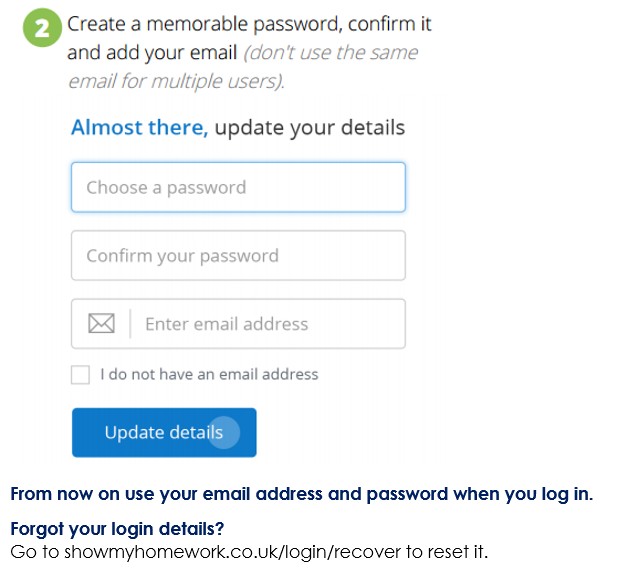 2 Create a memorable password, confirm it
and add your email (don't use the same
email for multiple users).
Almost there, update your details
Choose a password
Confirm your password
Enter email address
I do not have an email address
Update details
From now on use your email address and password when you log in.
Forgot your login details?
Go to showmyhomework.co.uk/login/recover to reset it.